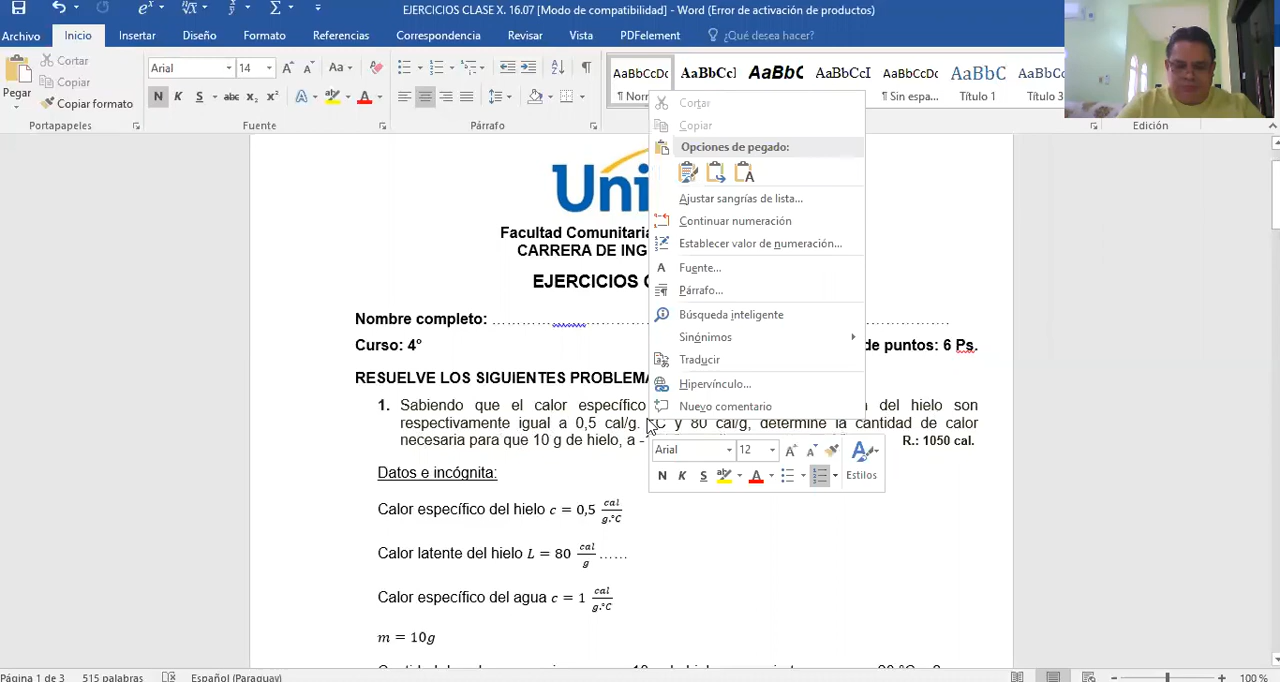 EJERCICIOS CLASE X. 16.07 [Modo de compatibilidad] - Word (Error de activación de productos)
Archivo Inicio Insertar Diseño Formato Referencias Correspondencia Revisar Vista PDFelement ¿Qué desea hacer?
Pegar
Cortar
Copiar
Copiar formato
Portapapeles
Arial 14
Aa
N K S abc x₂ x²
Fuente
Párrafo
AaBbCcDc AaBbCcI AaBbC AaBbCcI AaBbCcDc AaBbCcD AaBbCcDc
¶ Sin espa... Título 1 Título 3
Edición
Cortar
Copiar
Opciones de pegado:
Ajustar sangrías de lista...
Continuar numeración
Establecer valor de numeración...
Fuente...
Párrafo...
Búsqueda inteligente
Sinónimos
Traducir
Hipervínculo...
Nuevo comentario
Arial 12
N K S
Estilos
Uni
Facultad Comunitaria
CARRERA DE ING
EJERCICIOS
Nombre completo:
Curso: 4° de puntos: 6 Ps.
RESUELVE LOS SIGUIENTES PROBLEMA
1. Sabiendo que el calor específico del hielo son
respectivamente igual a 0,5 cal/g. °C y 80 cal/g, determine la cantidad de calor
necesaria para que 10 g de hielo, a - R.: 1050 cal.
Datos e incógnita:
Calor específico del hielo c = 0,5 cal/g.°C
Calor latente del hielo L = 80 cal/g ......
Calor específico del agua c = 1 cal/g.°C
m = 10g
Página 1 de 3 515 palabras Español (Paraguay) 100 %